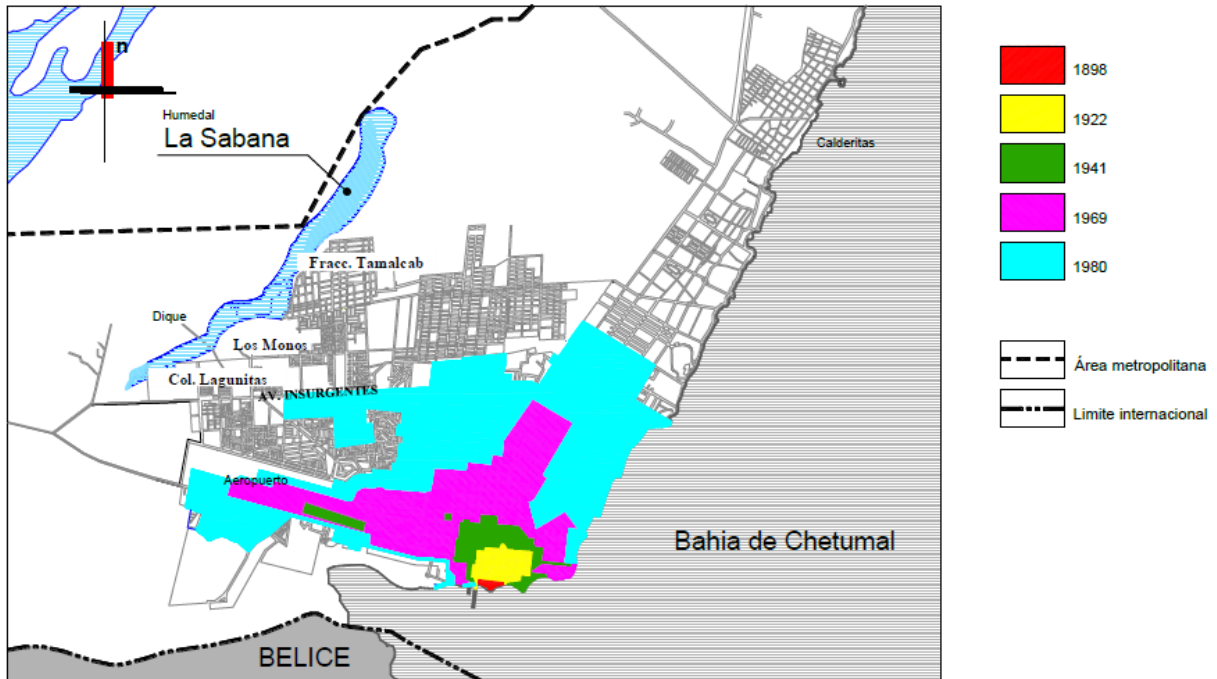 n
Humedal
La Sabana
Calderitas
Fracc. Tamalcab
Dique
Los Monos
Col. Lagunitas
AV. INSURGENTES
Aeropuerto
Bahia de Chetumal
BELICE
1898
1922
1941
1969
1980
Área metropolitana
Limite internacional